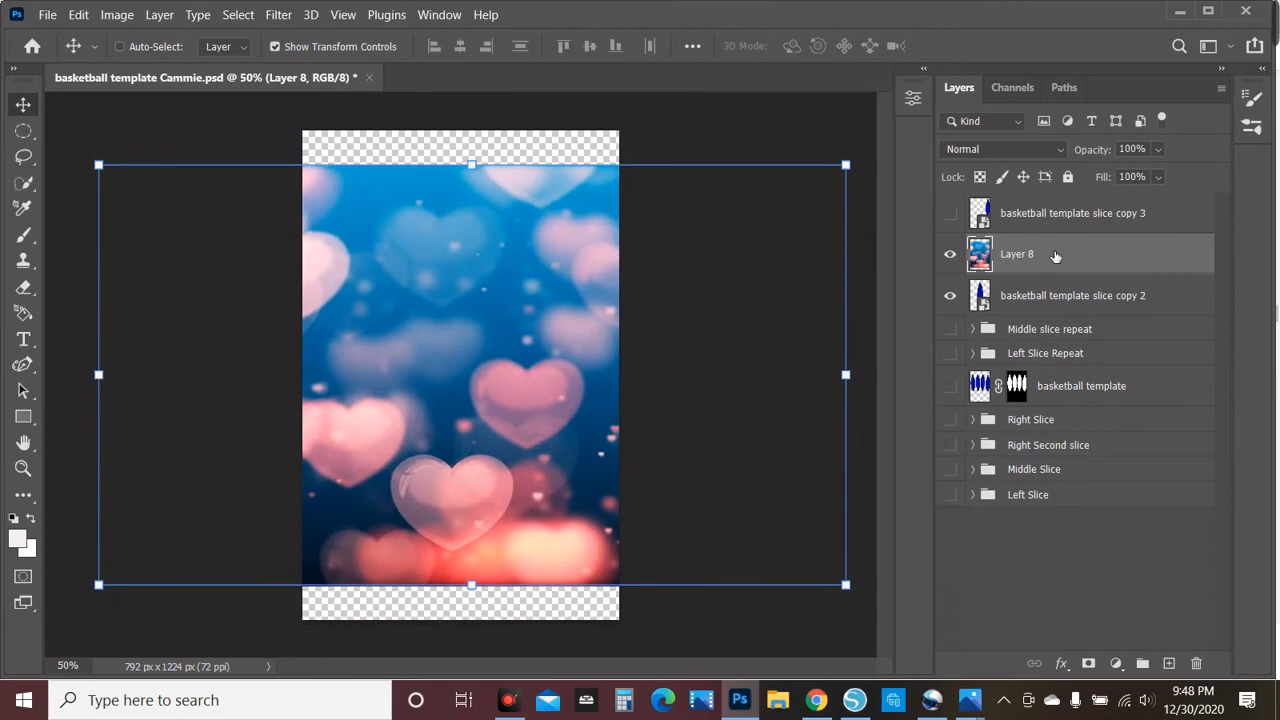 Ps File Edit Image Layer Type Select Filter 3D View Plugins Window Help
Auto-Select: Layer Show Transform Controls 3D Mode:
basketball template Cammie.psd @ 50% (Layer 8, RGB/8) *
Layers Channels Paths
Kind
Normal Opacity: 100%
Lock: Fill: 100%
basketball template slice copy 3
Layer 8
basketball template slice copy 2
Middle slice repeat
Left Slice Repeat
basketball template
Right Slice
Right Second slice
Middle Slice
Left Slice
50% 792 px x 1224 px (72 ppi)
Type here to search
Ps
9:48 PM
12/30/2020